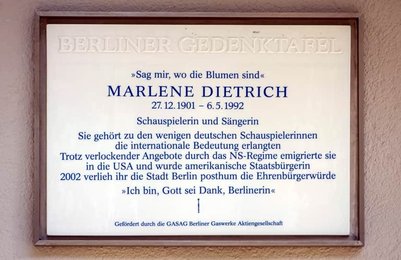 BERLINER GEDENKTAFEL
»Sag mir, wo die Blumen sind«
MARLENE DIETRICH
27.12.1901 – 6.5.1992
Schauspielerin und Sängerin
Sie gehört zu den wenigen deutschen Schauspielerinnen
die internationale Bedeutung erlangten
Trotz verlockender Angebote durch das NS-Regime emigrierte sie
in die USA und wurde amerikanische Staatsbürgerin
2002 verlieh ihr die Stadt Berlin posthum die Ehrenbürgerwürde
»Ich bin, Gott sei Dank, Berlinerin«
Gefördert durch die GASAG Berliner Gaswerke Aktiengesellschaft